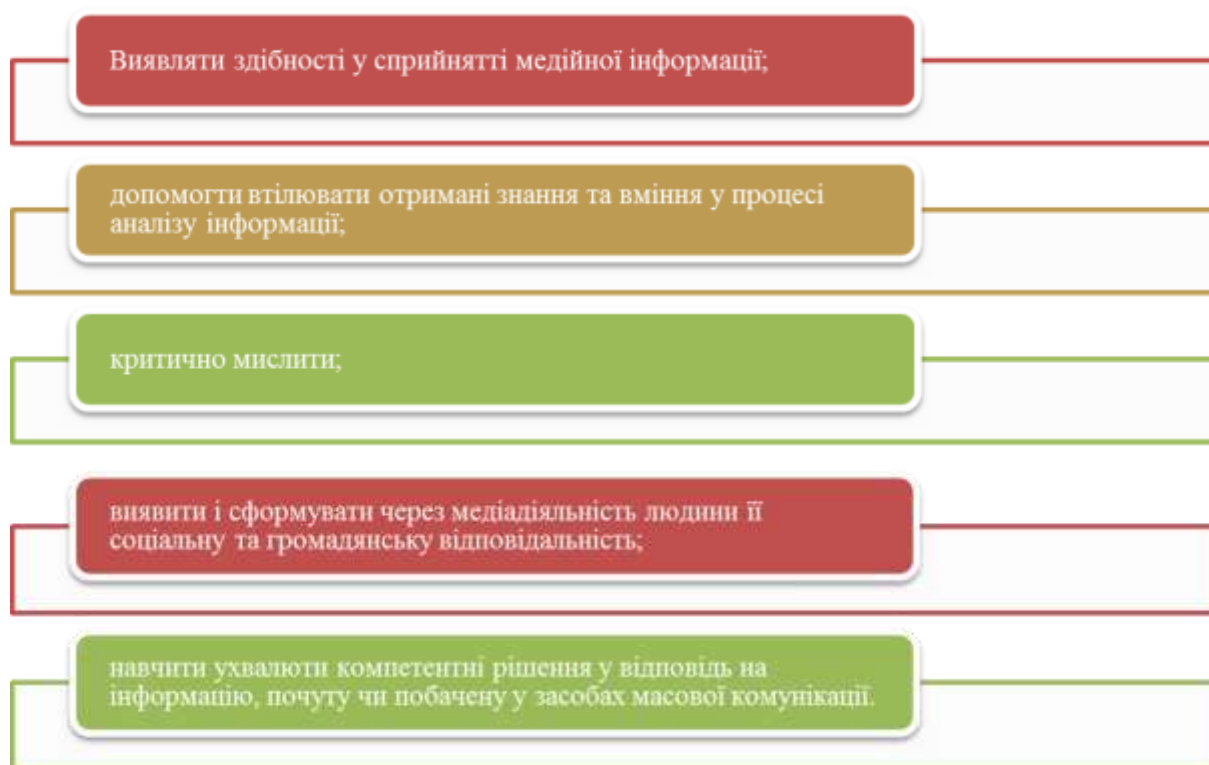 Виявляти здібності у сприйнятті медійної інформації;
допомогти втілювати отримані знання та вміння у процесі
аналізу інформації;
критично мислити;
виявити і сформувати через медіадіяльність людини її
соціальну та громадянську відповідальність;
навчити ухвалюти компетентні рішення у відповідь на
інформацію, почуту чи побачену у засобах масової комунікації.